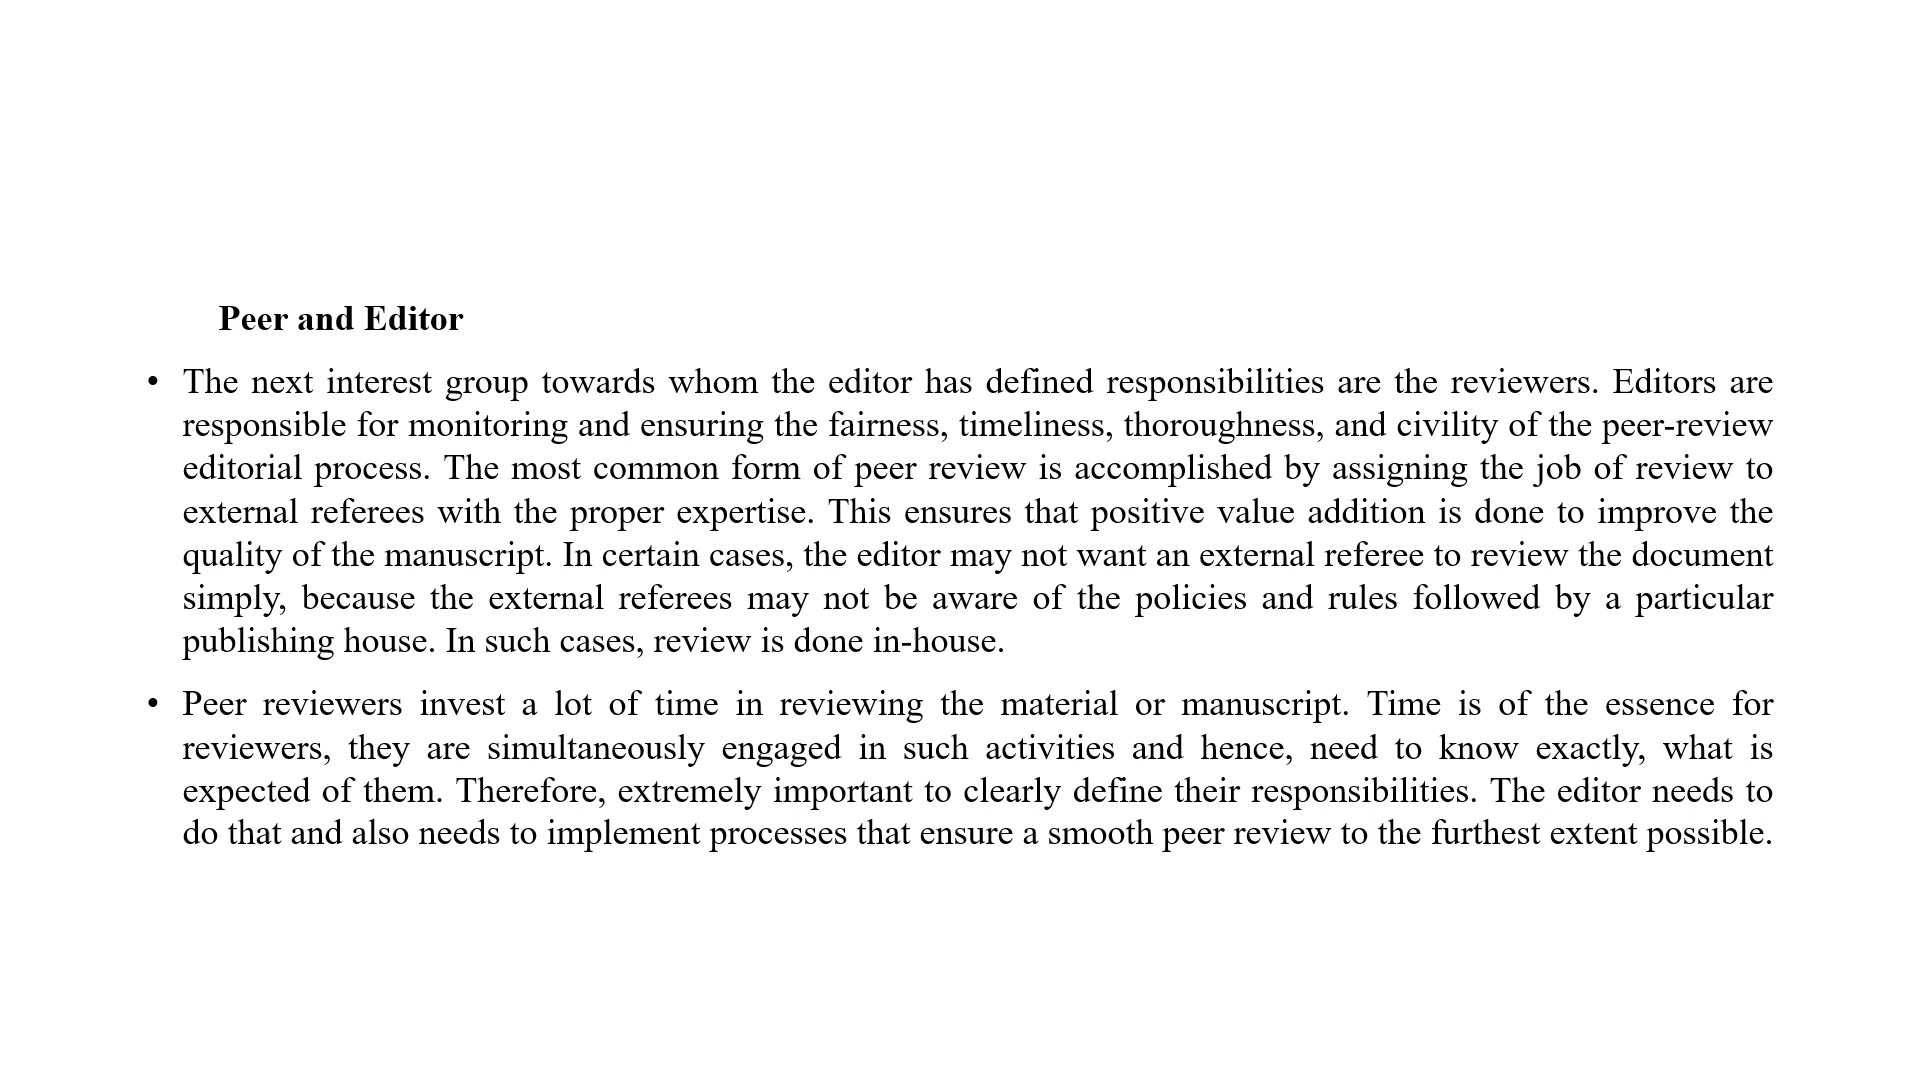 Peer and Editor
• The next interest group towards whom the editor has defined responsibilities are the reviewers. Editors are
responsible for monitoring and ensuring the fairness, timeliness, thoroughness, and civility of the peer-review
editorial process. The most common form of peer review is accomplished by assigning the job of review to
external referees with the proper expertise. This ensures that positive value addition is done to improve the
quality of the manuscript. In certain cases, the editor may not want an external referee to review the document
simply, because the external referees may not be aware of the policies and rules followed by a particular
publishing house. In such cases, review is done in-house.
• Peer reviewers invest a lot of time in reviewing the material or manuscript. Time is of the essence for
reviewers, they are simultaneously engaged in such activities and hence, need to know exactly, what is
expected of them. Therefore, extremely important to clearly define their responsibilities. The editor needs to
do that and also needs to implement processes that ensure a smooth peer review to the furthest extent possible.